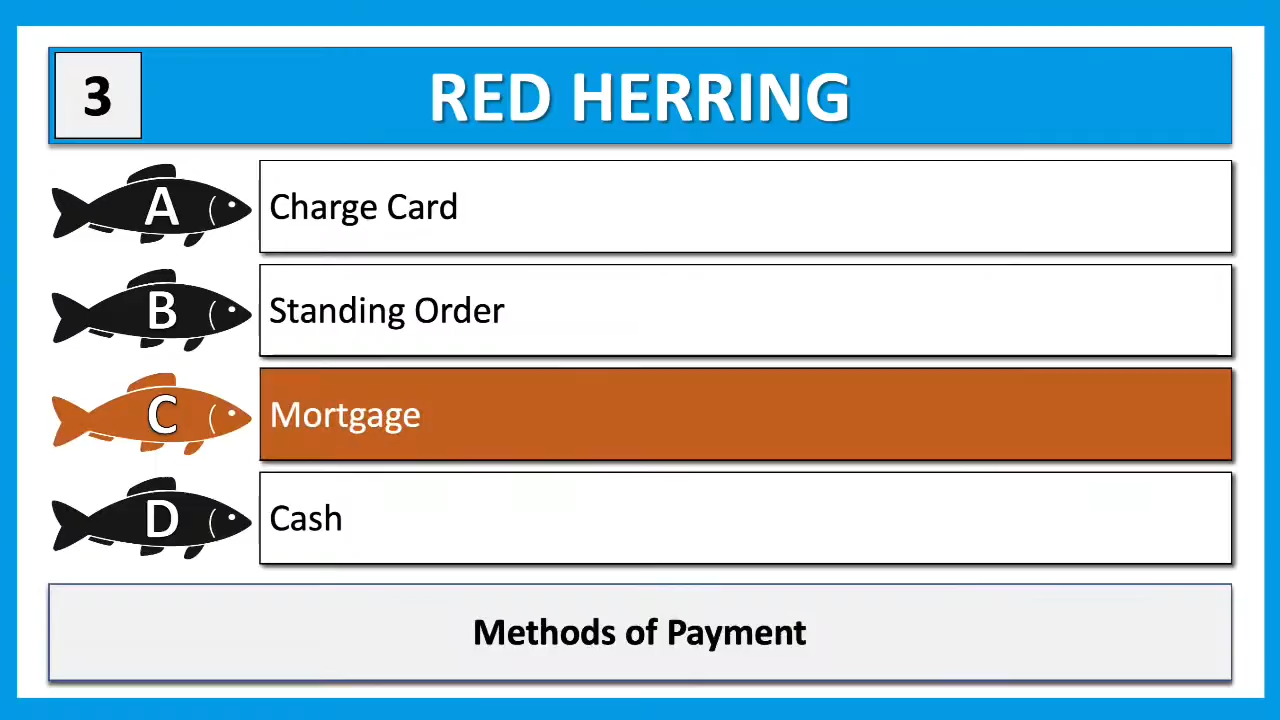 3
RED HERRING
A
Charge Card
B
Standing Order
C
Mortgage
D
Cash
Methods of Payment